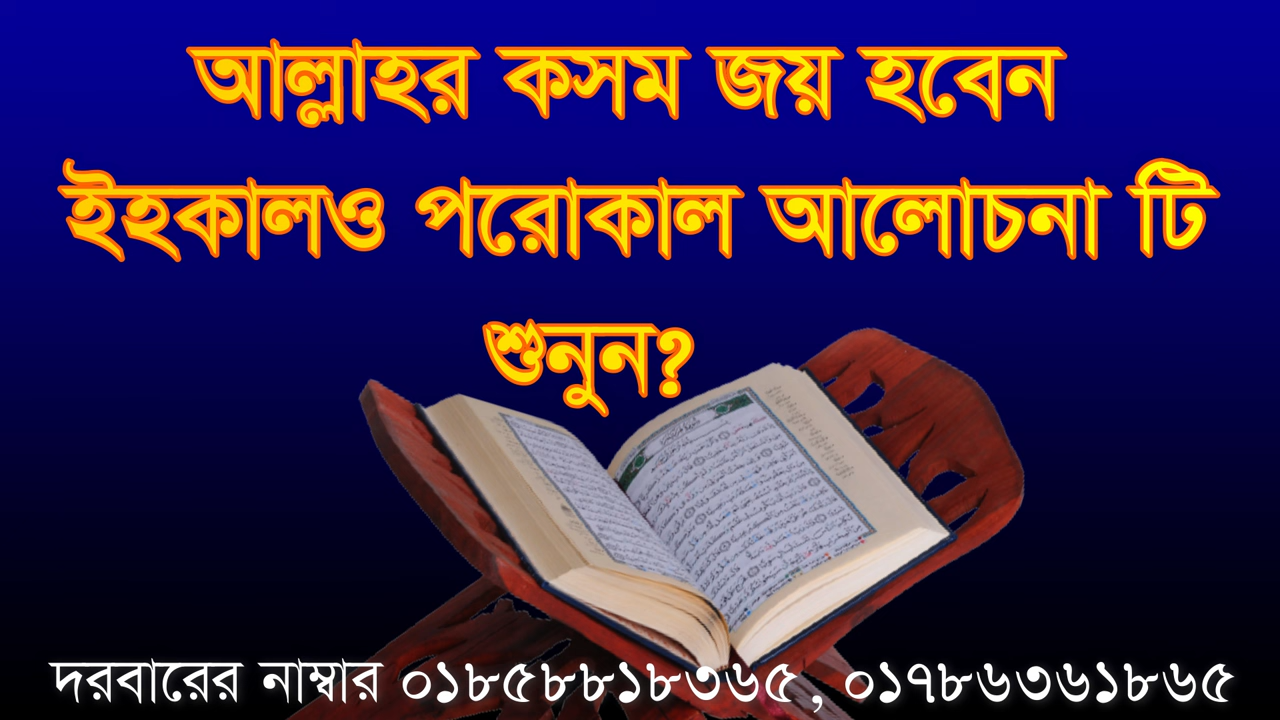 আল্লাহর কসম জয় হবেন
ইহকালও পরোকাল আলোচনা টি
শুনুন?
দরবারের নাম্বার ০১৮৫৮৮১৮৩৬৫, ০১৭৮৬৩৬১৮৬৫